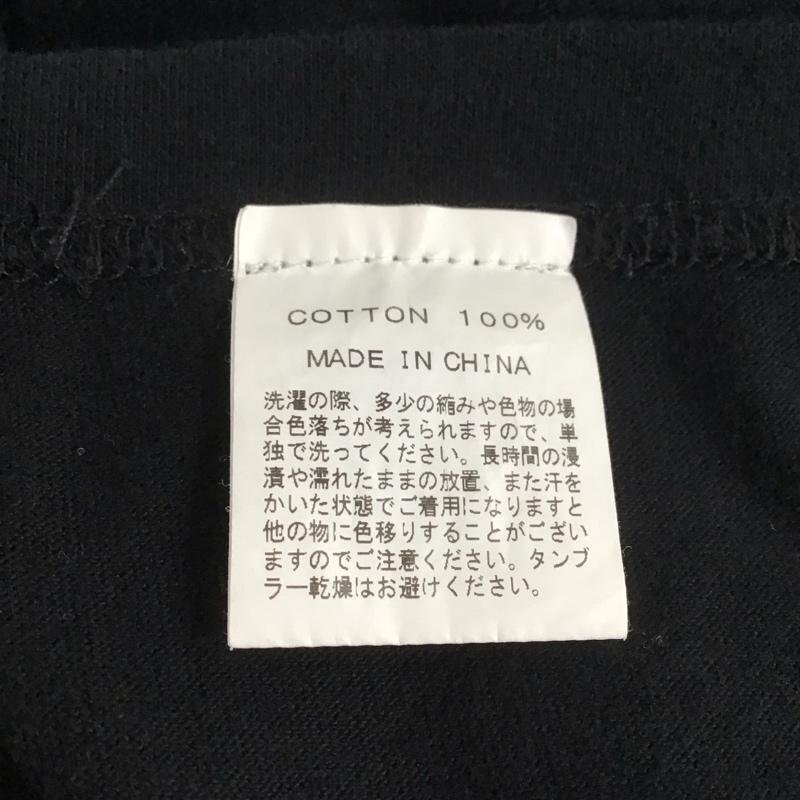 COTTON 100%
MADE IN CHINA
洗濯の際、多少の縮みや色物の場
合色落ちが考えられますので、単
独で洗ってください。長時間の浸
漬や濡れたままの放置、また汗を
かいた状態でご着用になりますと
他の物に色移りすることがござい
ますのでご注意ください。タンブ
ラー乾燥はお避けください。